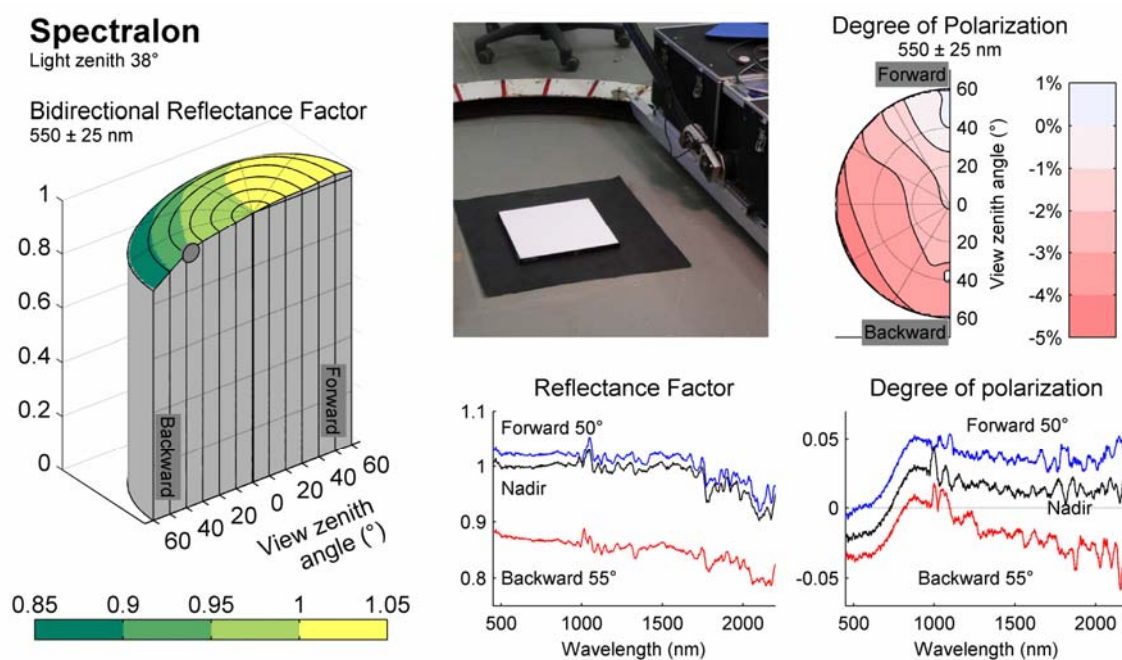 Spectralon
Light zenith 38°
Bidirectional Reflectance Factor
550 ± 25 nm
1
0.8
0.6
0.4
0.2
0
Backward
Forward
60 40 20 0 20 40 60
View zenith
angle (°)
0.85 0.9 0.95 1 1.05
Degree of Polarization
550 ± 25 nm
Forward
60
40
20
0
20
40
60
View zenith angle (°)
Backward
1%
0%
-1%
-2%
-3%
-4%
-5%
Reflectance Factor
1.1
1
0.9
0.8
Forward 50°
Nadir
Backward 55°
500 1000 1500 2000
Wavelength (nm)
Degree of polarization
0.05
0
-0.05
Forward 50°
Nadir
Backward 55°
500 1000 1500 2000
Wavelength (nm)